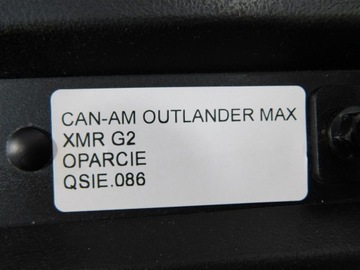 CAN-AM OUTLANDER MAX
XMR G2
OPARCIE
QSIE.086